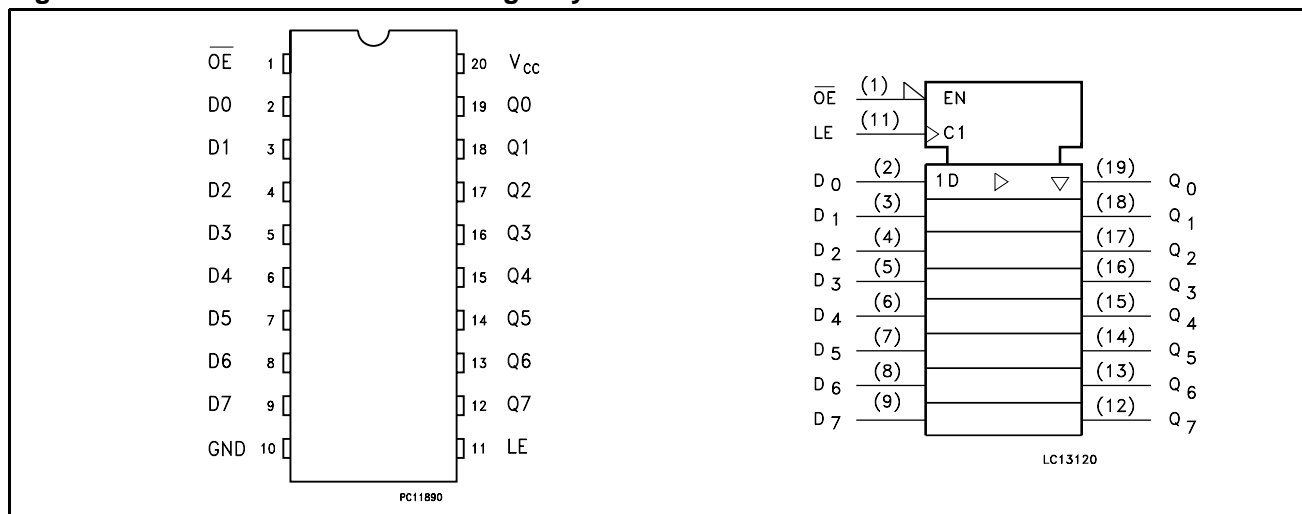 O̅E̅ 1 20 VCC
D0 2 19 Q0
D1 3 18 Q1
D2 4 17 Q2
D3 5 16 Q3
D4 6 15 Q4
D5 7 14 Q5
D6 8 13 Q6
D7 9 12 Q7
GND 10 11 LE
PC11890
O̅E̅ (1) EN
LE (11) C1
D0 (2) 1D (19) Q0
D1 (3) (18) Q1
D2 (4) (17) Q2
D3 (5) (16) Q3
D4 (6) (15) Q4
D5 (7) (14) Q5
D6 (8) (13) Q6
D7 (9) (12) Q7
LC13120